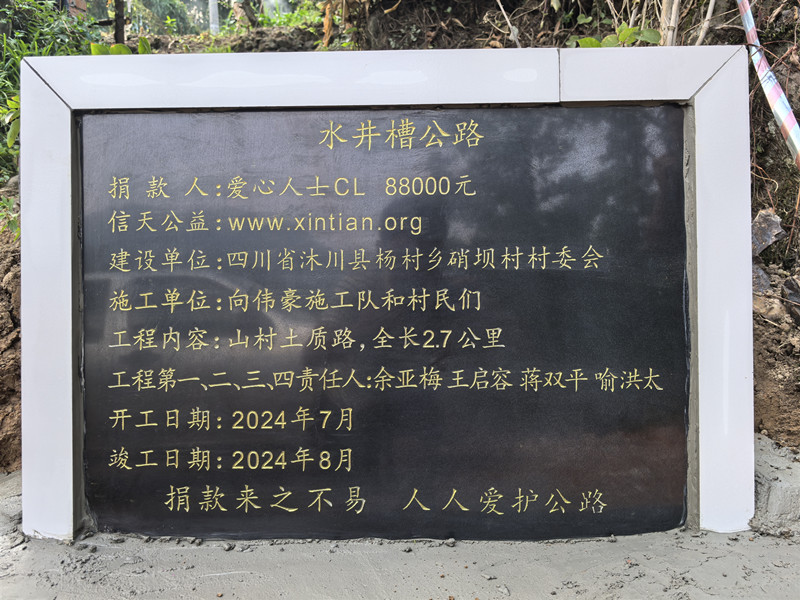 水井槽公路
捐款人:爱心人士CL 88000元
信天公益:www.xintian.org
建设单位:四川省沐川县杨村乡硝坝村村委会
施工单位:向伟豪施工队和村民们
工程内容:山村土质路,全长2.7公里
工程第一、二、三、四责任人:余亚梅 王启容 蒋双平 喻洪太
开工日期:2024年7月
竣工日期:2024年8月
捐款来之不易 人人爱护公路